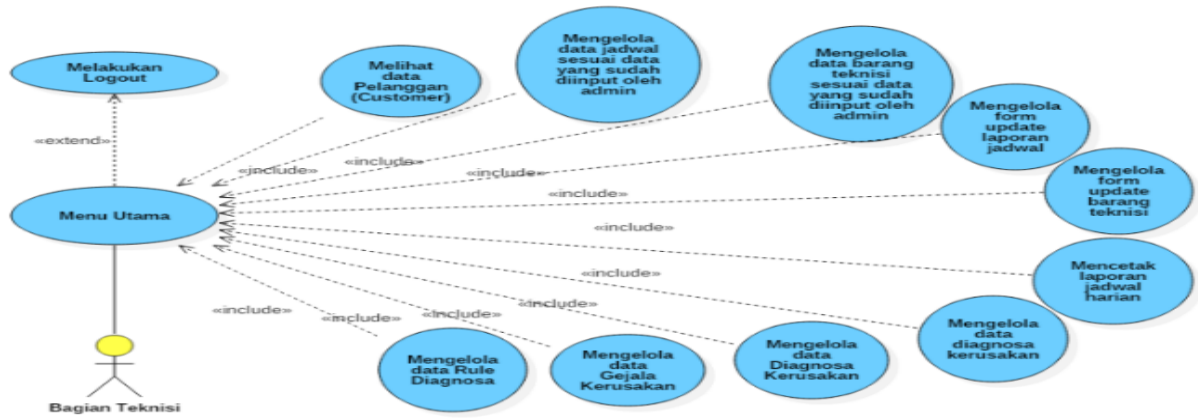 Melakukan
Logout
«extend»
Menu Utama
Bagian Teknisi
Melihat
data
Pelanggan
(Customer)
Mengelola
data jadwal
sesuai data
yang sudah
diinput oleh
admin
Mengelola
data barang
teknisi
sesuai data
yang sudah
diinput oleh
admin
Mengelola
form
update
laporan
jadwal
Mengelola
form
update
barang
teknisi
Mencetak
laporan
jadwal
harian
Mengelola
data
diagnosa
kerusakan
Mengelola
data
Diagnosa
Kerusakan
Mengelola
data
Gejala
Kerusakan
Mengelola
data Rule
Diagnosa
«include»
«include»
«include»
«include»
«include»
«include»
«include»
«include»
«include»
«include»